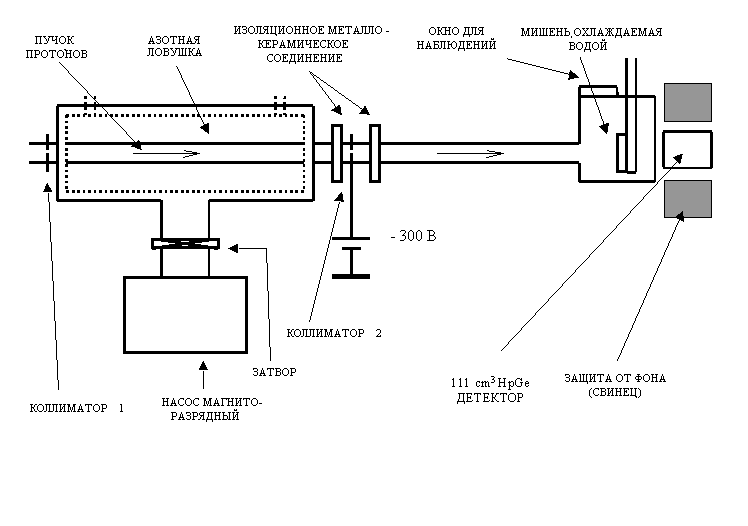 ПУЧОК
ПРОТОНОВ
АЗОТНАЯ
ЛОВУШКА
ИЗОЛЯЦИОННОЕ МЕТАЛЛО -
КЕРАМИЧЕСКОЕ
СОЕДИНЕНИЕ
ОКНО ДЛЯ
НАБЛЮДЕНИЙ
МИШЕНЬ,ОХЛАЖДАЕМАЯ
ВОДОЙ
- 300 В
КОЛЛИМАТОР 2
ЗАТВОР
КОЛЛИМАТОР 1
НАСОС МАГНИТО-
РАЗРЯДНЫЙ
111 cm³ HpGe
ДЕТЕКТОР
ЗАЩИТА ОТ ФОНА
(СВИНЕЦ)